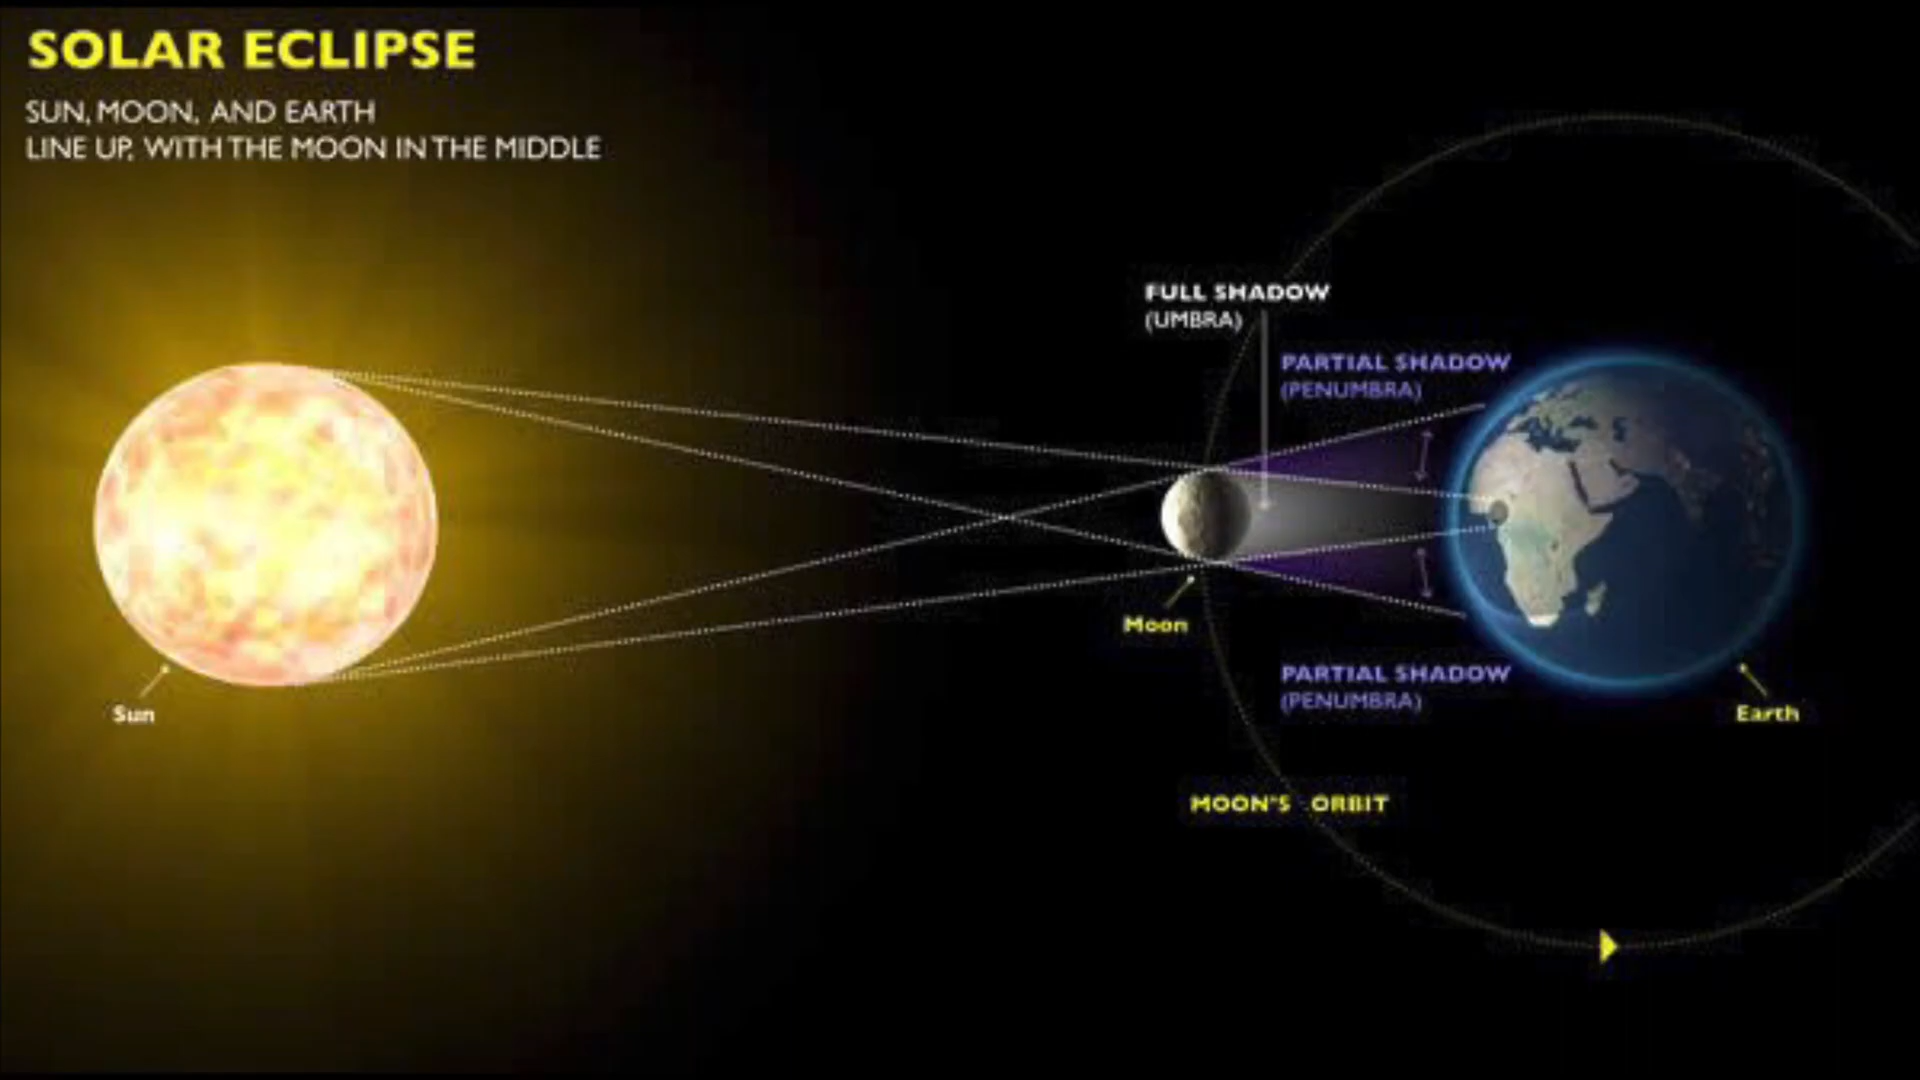 SOLAR ECLIPSE
SUN, MOON, AND EARTH
LINE UP, WITH THE MOON IN THE MIDDLE
FULL SHADOW
(UMBRA)
PARTIAL SHADOW
(PENUMBRA)
Moon
PARTIAL SHADOW
(PENUMBRA)
Sun
Earth
MOON'S ORBIT